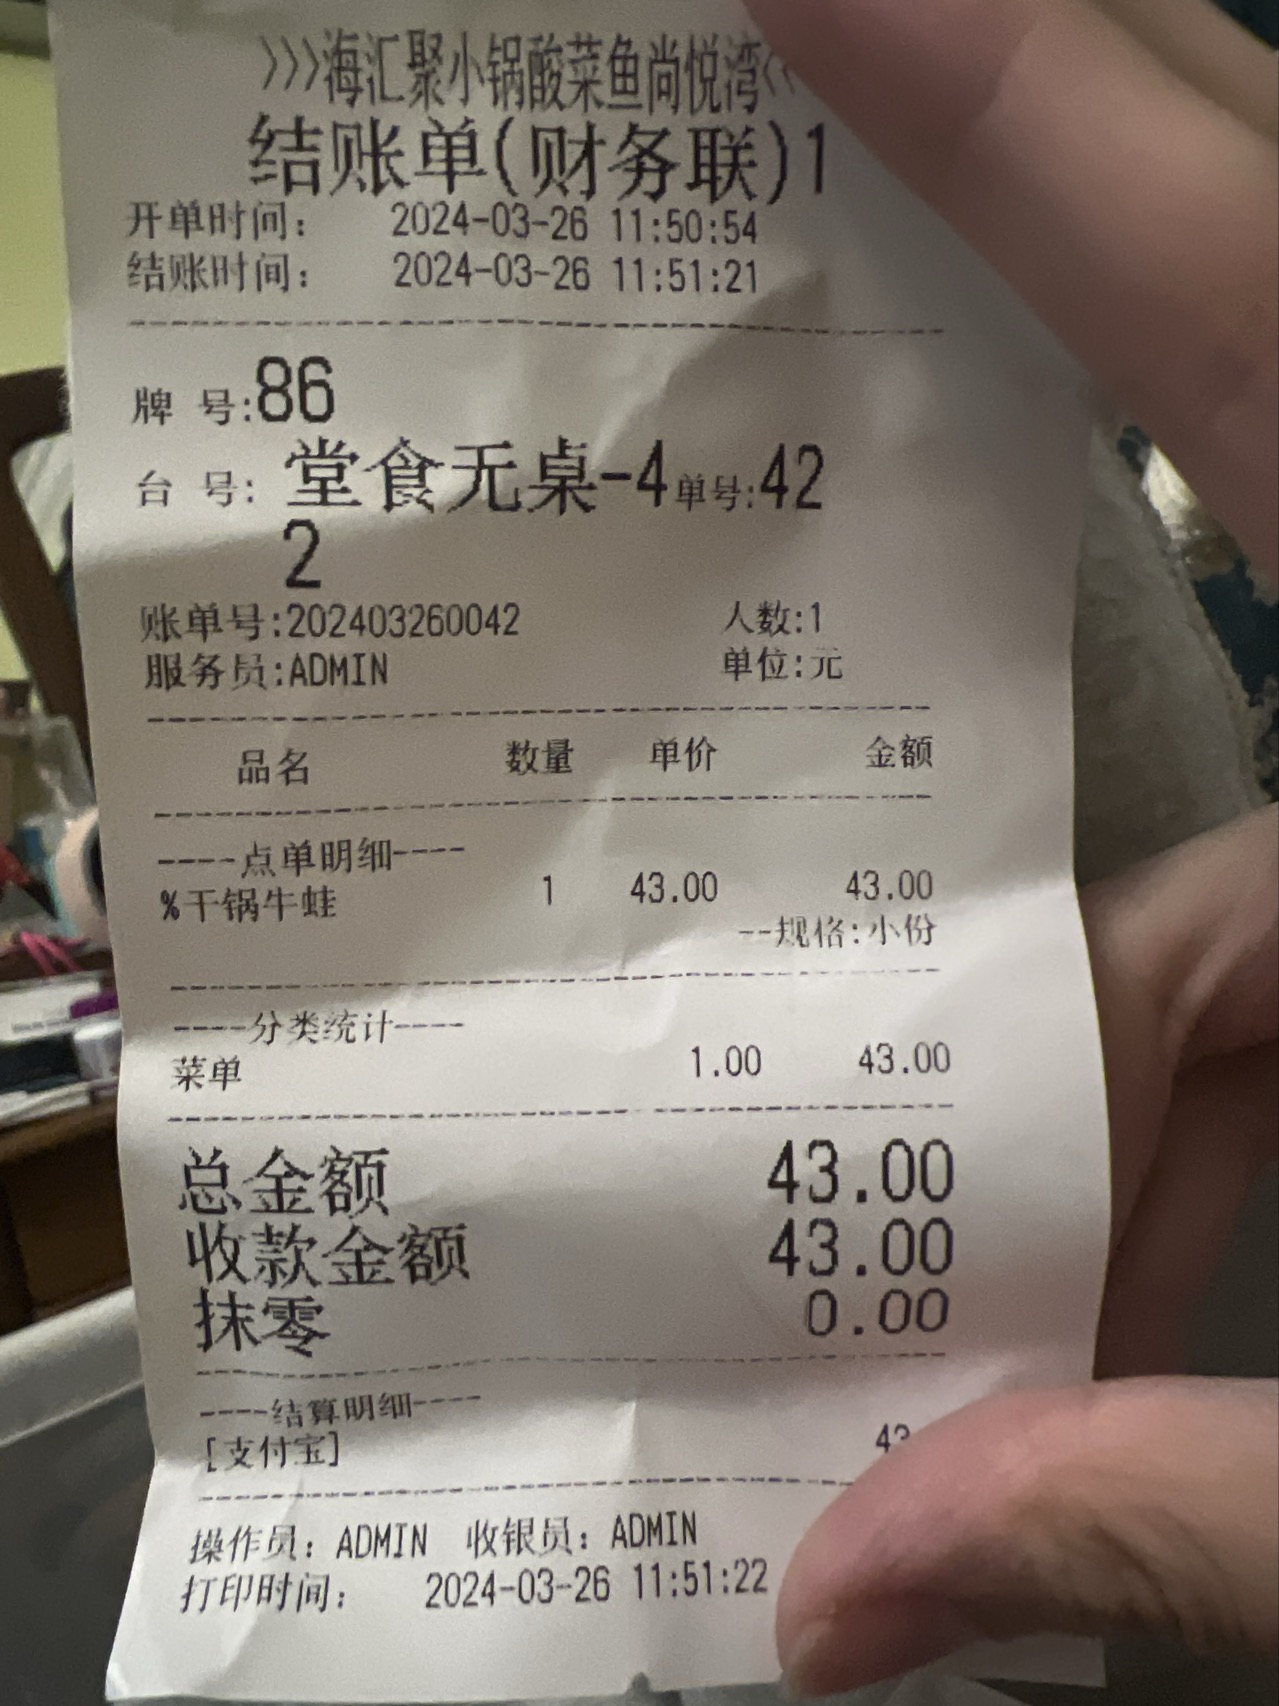 >>>海汇聚小锅酸菜鱼尚悦湾<
结账单(财务联)1
开单时间: 2024-03-26 11:50:54
结账时间: 2024-03-26 11:51:21
牌 号:86
台 号: 堂食无桌-4 单号:42
2
账单号:202403260042 人数:1
服务员:ADMIN 单位:元
品名 数量 单价 金额
----点单明细----
%干锅牛蛙 1 43.00 43.00
--规格:小份
----分类统计----
菜单 1.00 43.00
总金额 43.00
收款金额 43.00
抹零 0.00
----结算明细----
[支付宝] 43
操作员: ADMIN 收银员: ADMIN
打印时间: 2024-03-26 11:51:22